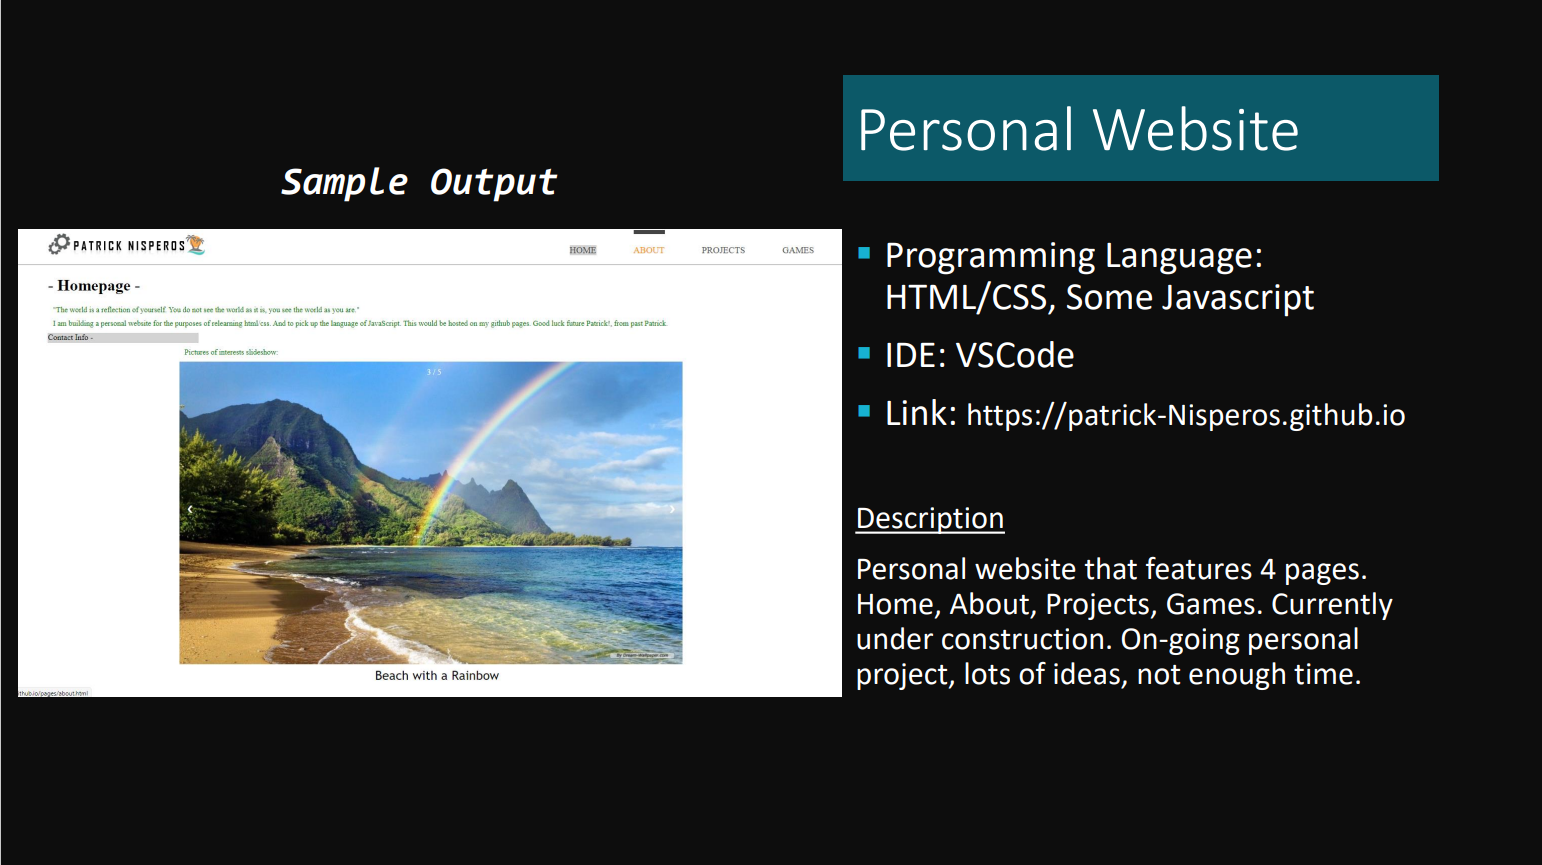 Personal Website
Sample Output
PATRICK NISPEROS
HOME ABOUT PROJECTS GAMES
- Homepage -
"The world is a reflection of yourself. You do not see the world as it is, you see the world as you are."
I am building a personal website for the purposes of relearning html/css. And to pick up the language of JavaScript. This would be hosted on my github pages. Good luck future Patrick!, from past Patrick.
Contact Info -
Pictures of interests slideshow:
3 / 5
‹ ›
By Dream-Wallpaper.com
Beach with a Rainbow
thub.io/pages/about.html
▪ Programming Language:
HTML/CSS, Some Javascript
▪ IDE: VSCode
▪ Link: https://patrick-Nisperos.github.io
Description
Personal website that features 4 pages.
Home, About, Projects, Games. Currently
under construction. On-going personal
project, lots of ideas, not enough time.